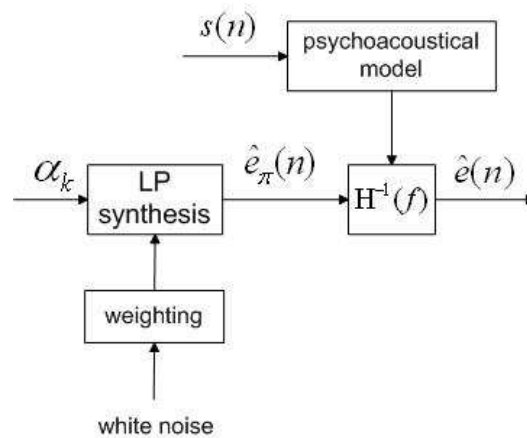 s(n)
psychoacoustical
model
α_k
LP
synthesis
ê_π(n)
H⁻¹(f)
ê(n)
weighting
white noise